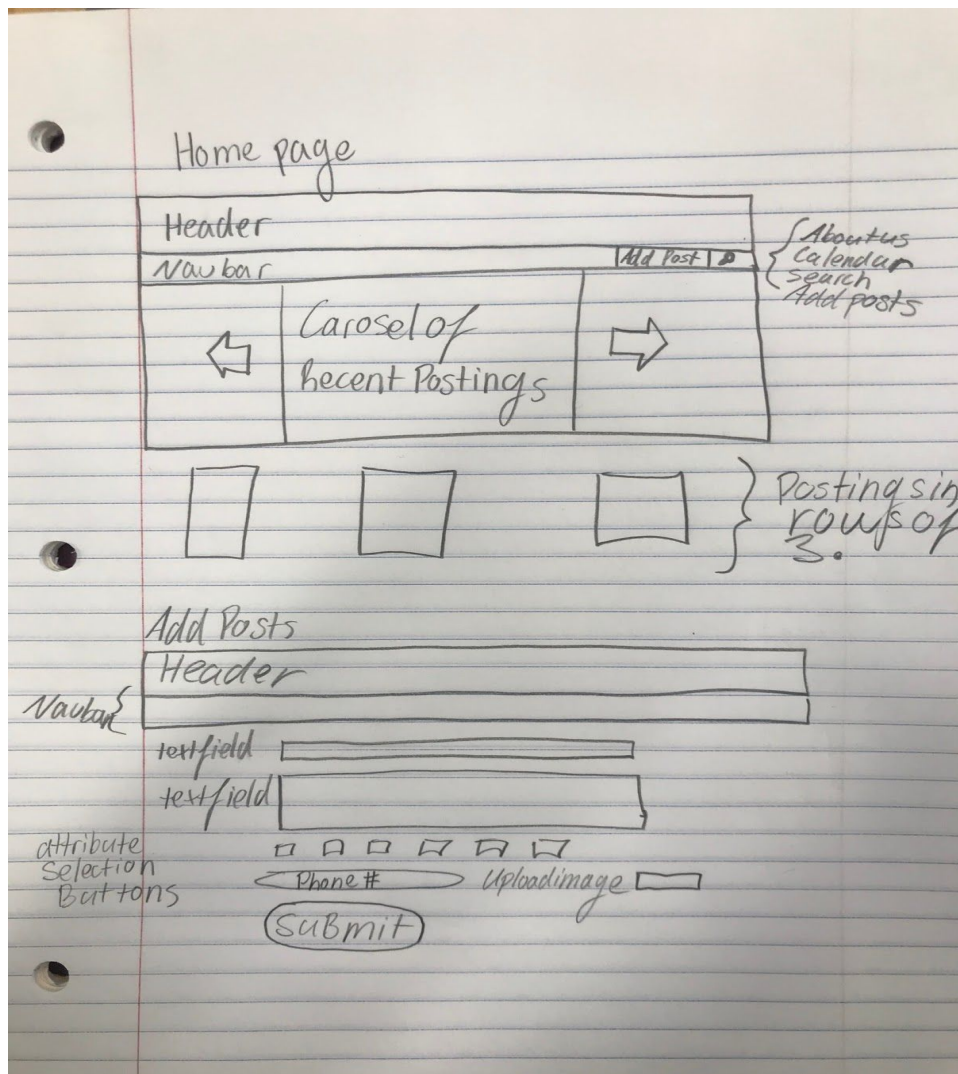 Home page
Header
Navbar
Add Post
About us
Calendar
Search
Add posts
Carosel of
Recent Postings
Postings in
rows of
3.
Add Posts
Header
Navbar
textfield
textfield
attribute
Selection
Buttons
Phone #
Upload image
SuBmit